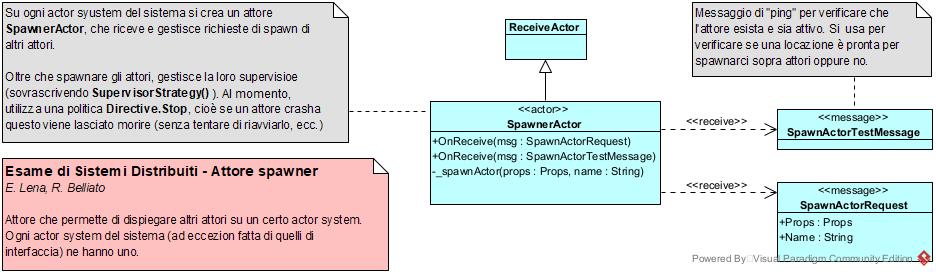 Su ogni actor syustem del sistema si crea un attore
SpawnerActor, che riceve e gestisce richieste di spawn di
altri attori.
Oltre che spawnare gli attori, gestisce la loro supervisioe
(sovrascrivendo SupervisorStrategy() ). Al momento,
utilizza una politica Directive.Stop, cioè se un attore crasha
questo viene lasciato morire (senza tentare di riavviarlo, ecc.)
Esame di Sistemi Distribuiti - Attore spawner
E. Lena, R. Belliato
Attore che permette di dispiegare altri attori su un certo actor system.
Ogni actor system del sistema (ad eccezion fatta di quelli di
interfaccia) ne hanno uno.
ReceiveActor
<<actor>>
SpawnerActor
+OnReceive(msg : SpawnActorRequest)
+OnReceive(msg : SpawnActorTestMessage)
-_spawnActor(props : Props, name : String)
<<receive>>
<<receive>>
Messaggio di "ping" per verificare che
l'attore esista e sia attivo. Si usa per
verificare se una locazione è pronta per
spawnarci sopra attori oppure no.
<<message>>
SpawnActorTestMessage
<<message>>
SpawnActorRequest
+Props : Props
+Name : String
Powered By Visual Paradigm Community Edition